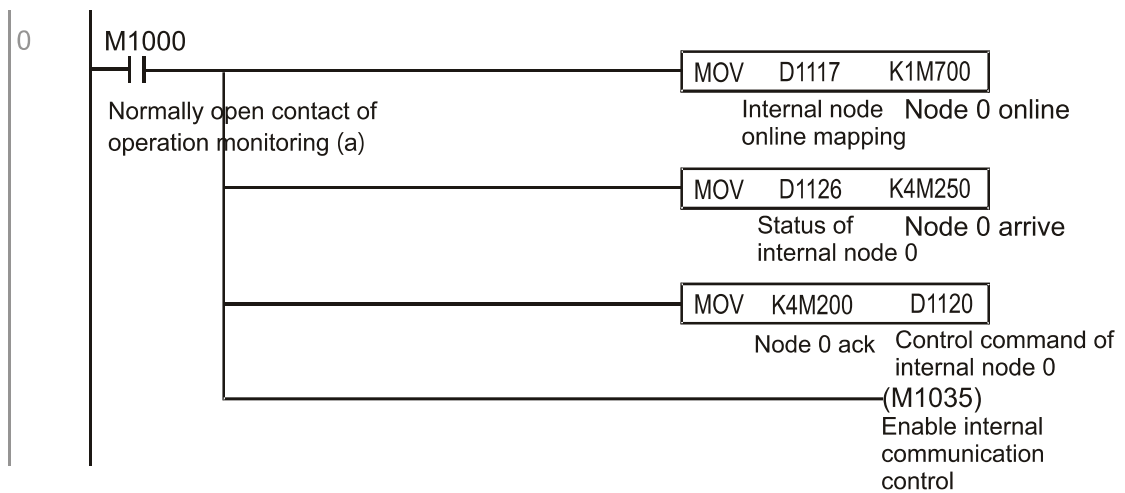 0
M1000
Normally open contact of
operation monitoring (a)
MOV D1117 K1M700
Internal node Node 0 online
online mapping
MOV D1126 K4M250
Status of Node 0 arrive
internal node 0
MOV K4M200 D1120
Node 0 ack Control command of
internal node 0
(M1035)
Enable internal
communication
control